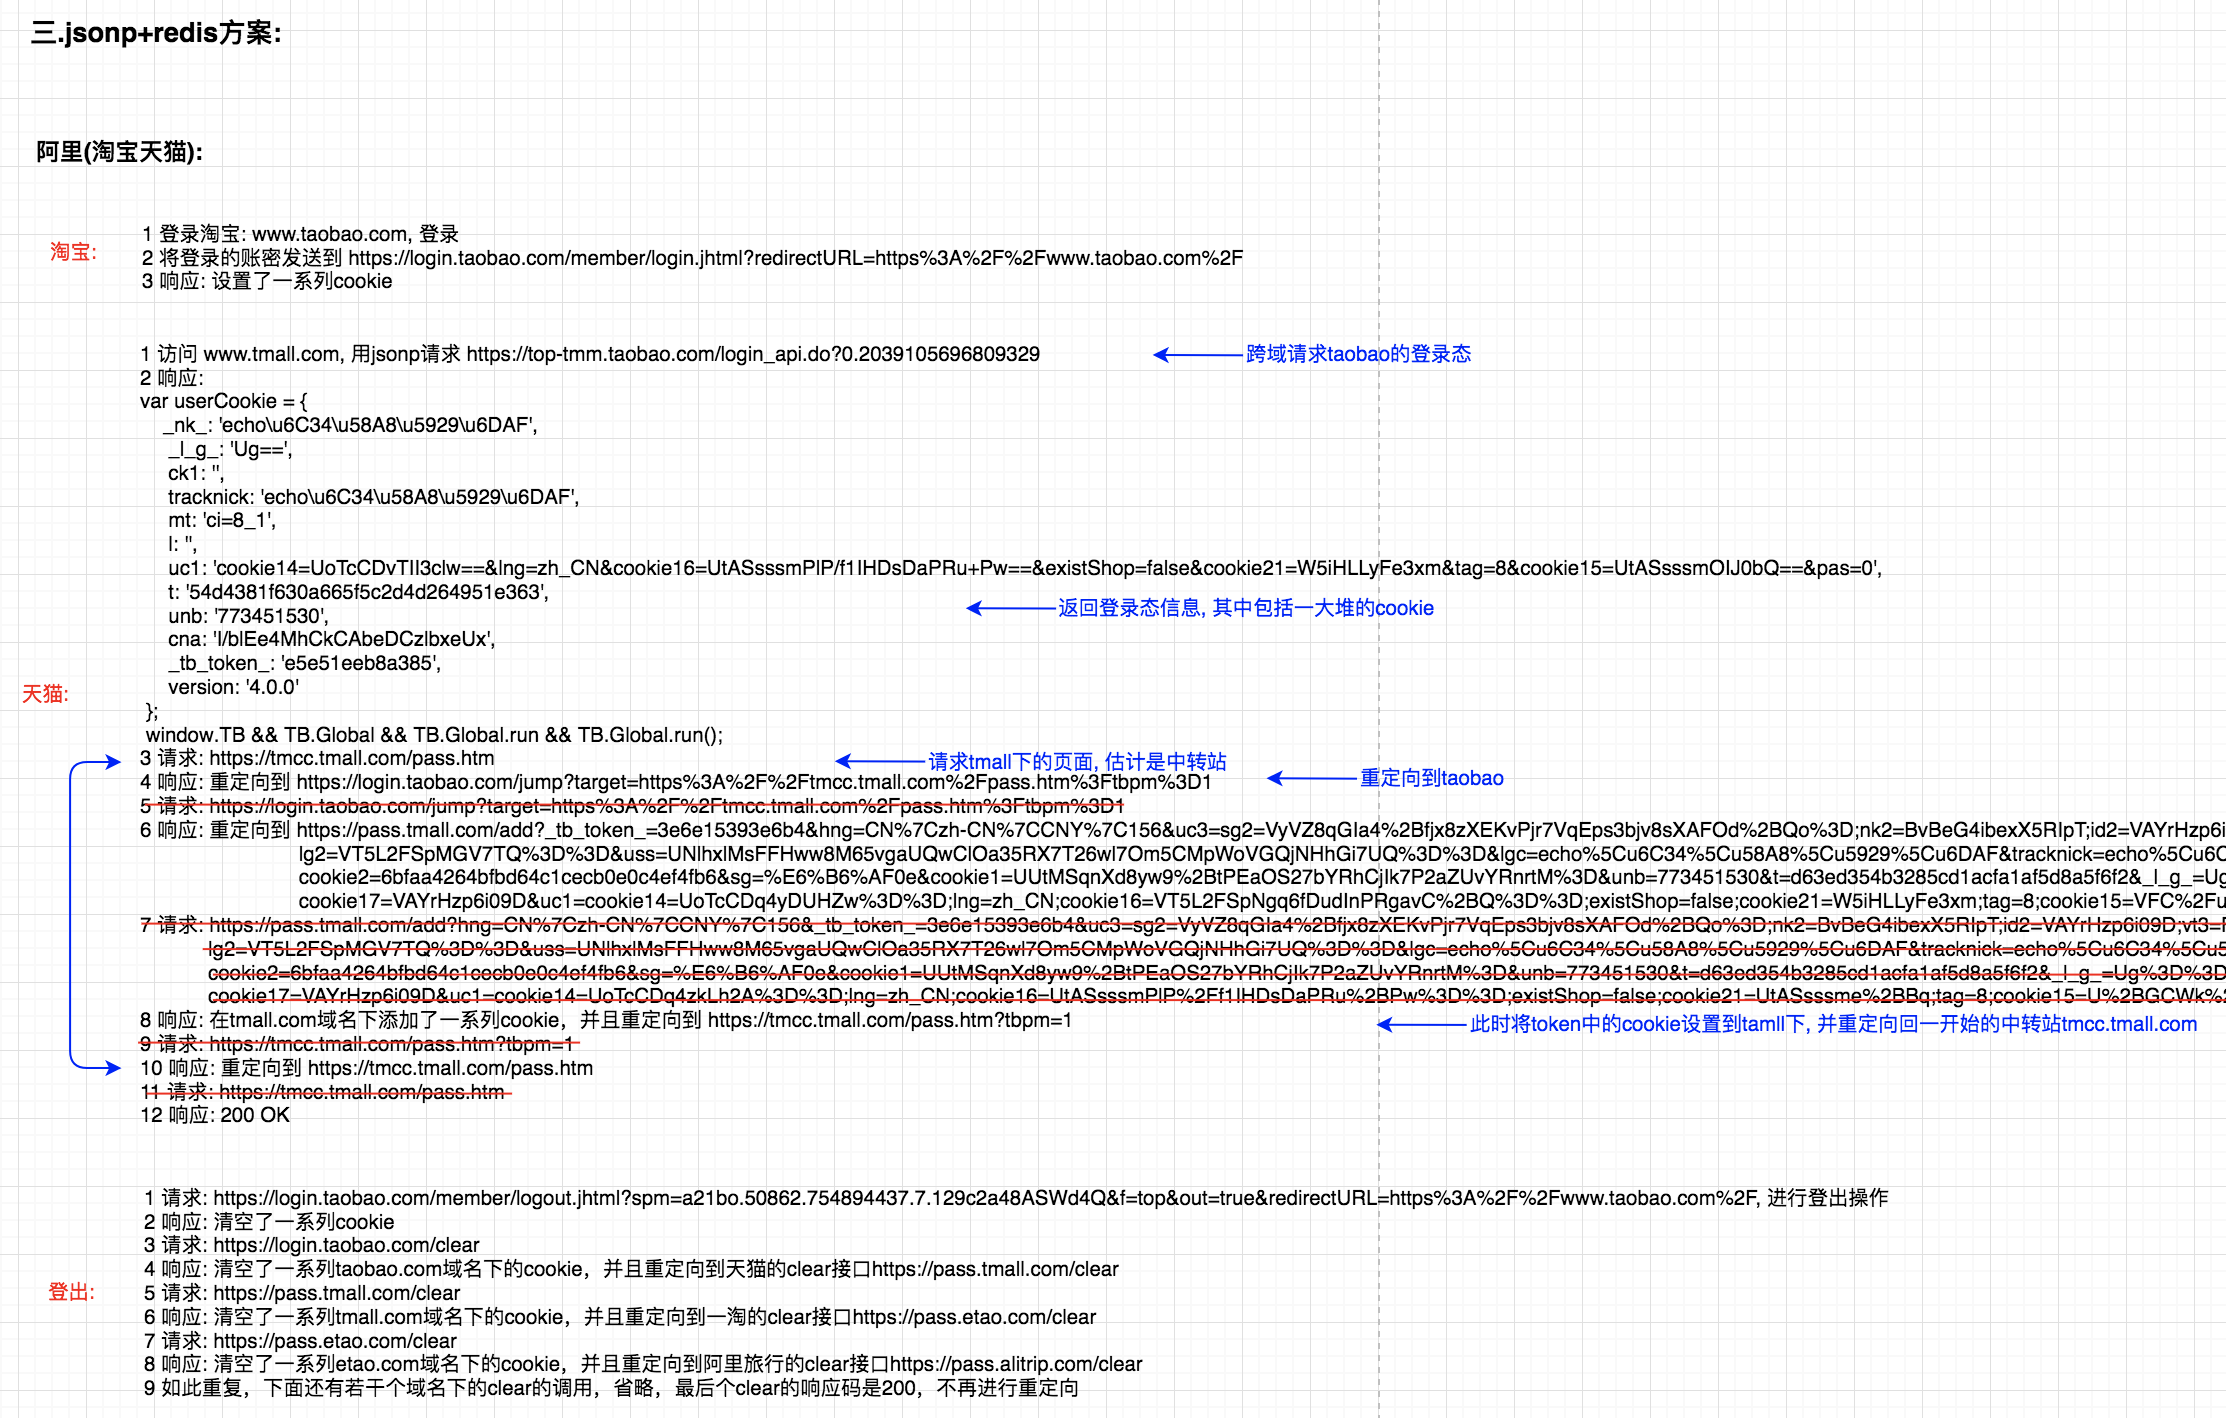 三.jsonp+redis方案:
阿里(淘宝天猫):
淘宝:
1 登录淘宝: www.taobao.com, 登录
2 将登录的账密发送到 https://login.taobao.com/member/login.jhtml?redirectURL=https%3A%2F%2Fwww.taobao.com%2F
3 响应: 设置了一系列cookie
1 访问 www.tmall.com, 用jsonp请求 https://top-tmm.taobao.com/login_api.do?0.2039105696809329
跨域请求taobao的登录态
2 响应:
var userCookie = {
_nk_: 'echo\u6C34\u58A8\u5929\u6DAF',
_l_g_: 'Ug==',
ck1: '',
tracknick: 'echo\u6C34\u58A8\u5929\u6DAF',
mt: 'ci=8_1',
l: '',
uc1: 'cookie14=UoTcCDvTIl3clw==&lng=zh_CN&cookie16=UtASsssmPlP/f1IHDsDaPRu+Pw==&existShop=false&cookie21=W5iHLLyFe3xm&tag=8&cookie15=UtASsssmOIJ0bQ==&pas=0',
t: '54d4381f630a665f5c2d4d264951e363',
返回登录态信息, 其中包括一大堆的cookie
unb: '773451530',
cna: 'l/blEe4MhCkCAbeDCzlbxeUx',
_tb_token_: 'e5e51eeb8a385',
version: '4.0.0'
天猫:
};
window.TB && TB.Global && TB.Global.run && TB.Global.run();
3 请求: https://tmcc.tmall.com/pass.htm
请求tmall下的页面, 估计是中转站
4 响应: 重定向到 https://login.taobao.com/jump?target=https%3A%2F%2Ftmcc.tmall.com%2Fpass.htm%3Ftbpm%3D1
重定向到taobao
5 请求: https://login.taobao.com/jump?target=https%3A%2F%2Ftmcc.tmall.com%2Fpass.htm%3Ftbpm%3D1
6 响应: 重定向到 https://pass.tmall.com/add?_tb_token_=3e6e15393e6b4&hng=CN%7Czh-CN%7CCNY%7C156&uc3=sg2=VyVZ8qGIa4%2Bfjx8zXEKvPjr7VqEps3bjv8sXAFOd%2BQo%3D;nk2=BvBeG4ibexX5RIpT;id2=VAYrHzp6i
lg2=VT5L2FSpMGV7TQ%3D%3D&uss=UNlhxlMsFFHww8M65vgaUQwClOa35RX7T26wl7Om5CMpWoVGQjNHhGi7UQ%3D%3D&lgc=echo%5Cu6C34%5Cu58A8%5Cu5929%5Cu6DAF&tracknick=echo%5Cu6C
cookie2=6bfaa4264bfbd64c1cecb0e0c4ef4fb6&sg=%E6%B6%AF0e&cookie1=UUtMSqnXd8yw9%2BtPEaOS27bYRhCjIk7P2aZUvYRNrtM%3D&unb=773451530&t=d63ed354b3285cd1acfa1af5d8a5f6f2&_l_g_=Ug
cookie17=VAYrHzp6i09D&uc1=cookie14=UoTcCDq4yDUHZw%3D%3D;lng=zh_CN;cookie16=VT5L2FSpNgq6fDudInPRgavC%2BQ%3D%3D;existShop=false;cookie21=W5iHLLyFe3xm;tag=8;cookie15=VFC%2Fu
7 请求: https://pass.tmall.com/add?hng=CN%7Czh-CN%7CCNY%7C156&_tb_token_=3e6e15393e6b4&uc3=sg2=VyVZ8qGIa4%2Bfjx8zXEKvPjr7VqEps3bjv8sXAFOd%2BQo%3D;nk2=BvBeG4ibexX5RIpT;id2=VAYrHzp6i09D;vt3=F
lg2=VT5L2FSpMGV7TQ%3D%3D&uss=UNlhxlMsFFHww8M65vgaUQwClOa35RX7T26wl7Om5CMpWoVGQjNHhGi7UQ%3D%3D&lgc=echo%5Cu6C34%5Cu58A8%5Cu5929%5Cu6DAF&tracknick=echo%5Cu6C34%5Cu5
cookie2=6bfaa4264bfbd64c1cecb0e0c4ef4fb6&sg=%E6%B6%AF0e&cookie1=UUtMSqnXd8yw9%2BtPEaOS27bYRhCjIk7P2aZUvYRNrtM%3D&unb=773451530&t=d63ed354b3285cd1acfa1af5d8a5f6f2&_l_g_=Ug%3D%3D
cookie17=VAYrHzp6i09D&uc1=cookie14=UoTcCDq4zkLh2A%3D%3D;lng=zh_CN;cookie16=UtASsssmPlP%2Ff1IHDsDaPRu%2BPw%3D%3D;existShop=false;cookie21=UtASsssme%2BBq;tag=8;cookie15=U%2BGCWk%2
8 响应: 在tmall.com域名下添加了一系列cookie，并且重定向到 https://tmcc.tmall.com/pass.htm?tbpm=1
此时将token中的cookie设置到tamll下, 并重定向回一开始的中转站tmcc.tmall.com
9 请求: https://tmcc.tmall.com/pass.htm?tbpm=1
10 响应: 重定向到 https://tmcc.tmall.com/pass.htm
11 请求: https://tmcc.tmall.com/pass.htm
12 响应: 200 OK
登出:
1 请求: https://login.taobao.com/member/logout.jhtml?spm=a21bo.50862.754894437.7.129c2a48ASWd4Q&f=top&out=true&redirectURL=https%3A%2F%2Fwww.taobao.com%2F, 进行登出操作
2 响应: 清空了一系列cookie
3 请求: https://login.taobao.com/clear
4 响应: 清空了一系列taobao.com域名下的cookie，并且重定向到天猫的clear接口https://pass.tmall.com/clear
5 请求: https://pass.tmall.com/clear
6 响应: 清空了一系列tmall.com域名下的cookie，并且重定向到一淘的clear接口https://pass.etao.com/clear
7 请求: https://pass.etao.com/clear
8 响应: 清空了一系列etao.com域名下的cookie，并且重定向到阿里旅行的clear接口https://pass.alitrip.com/clear
9 如此重复，下面还有若干个域名下的clear的调用，省略，最后个clear的响应码是200，不再进行重定向